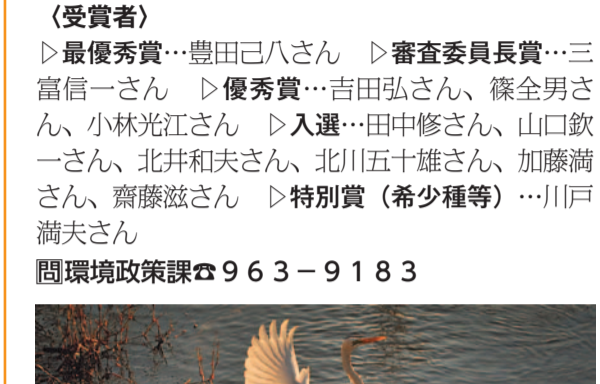 〈受賞者〉
▷最優秀賞…豊田己八さん　▷審査委員長賞…三
富信一さん　▷優秀賞…吉田弘さん、篠全男さ
ん、小林光江さん　▷入選…田中修さん、山口欽
一さん、北井和夫さん、北川五十雄さん、加藤満
さん、齋藤滋さん　▷特別賞（希少種等）…川戸
満夫さん
問環境政策課☎９６３－９１８３